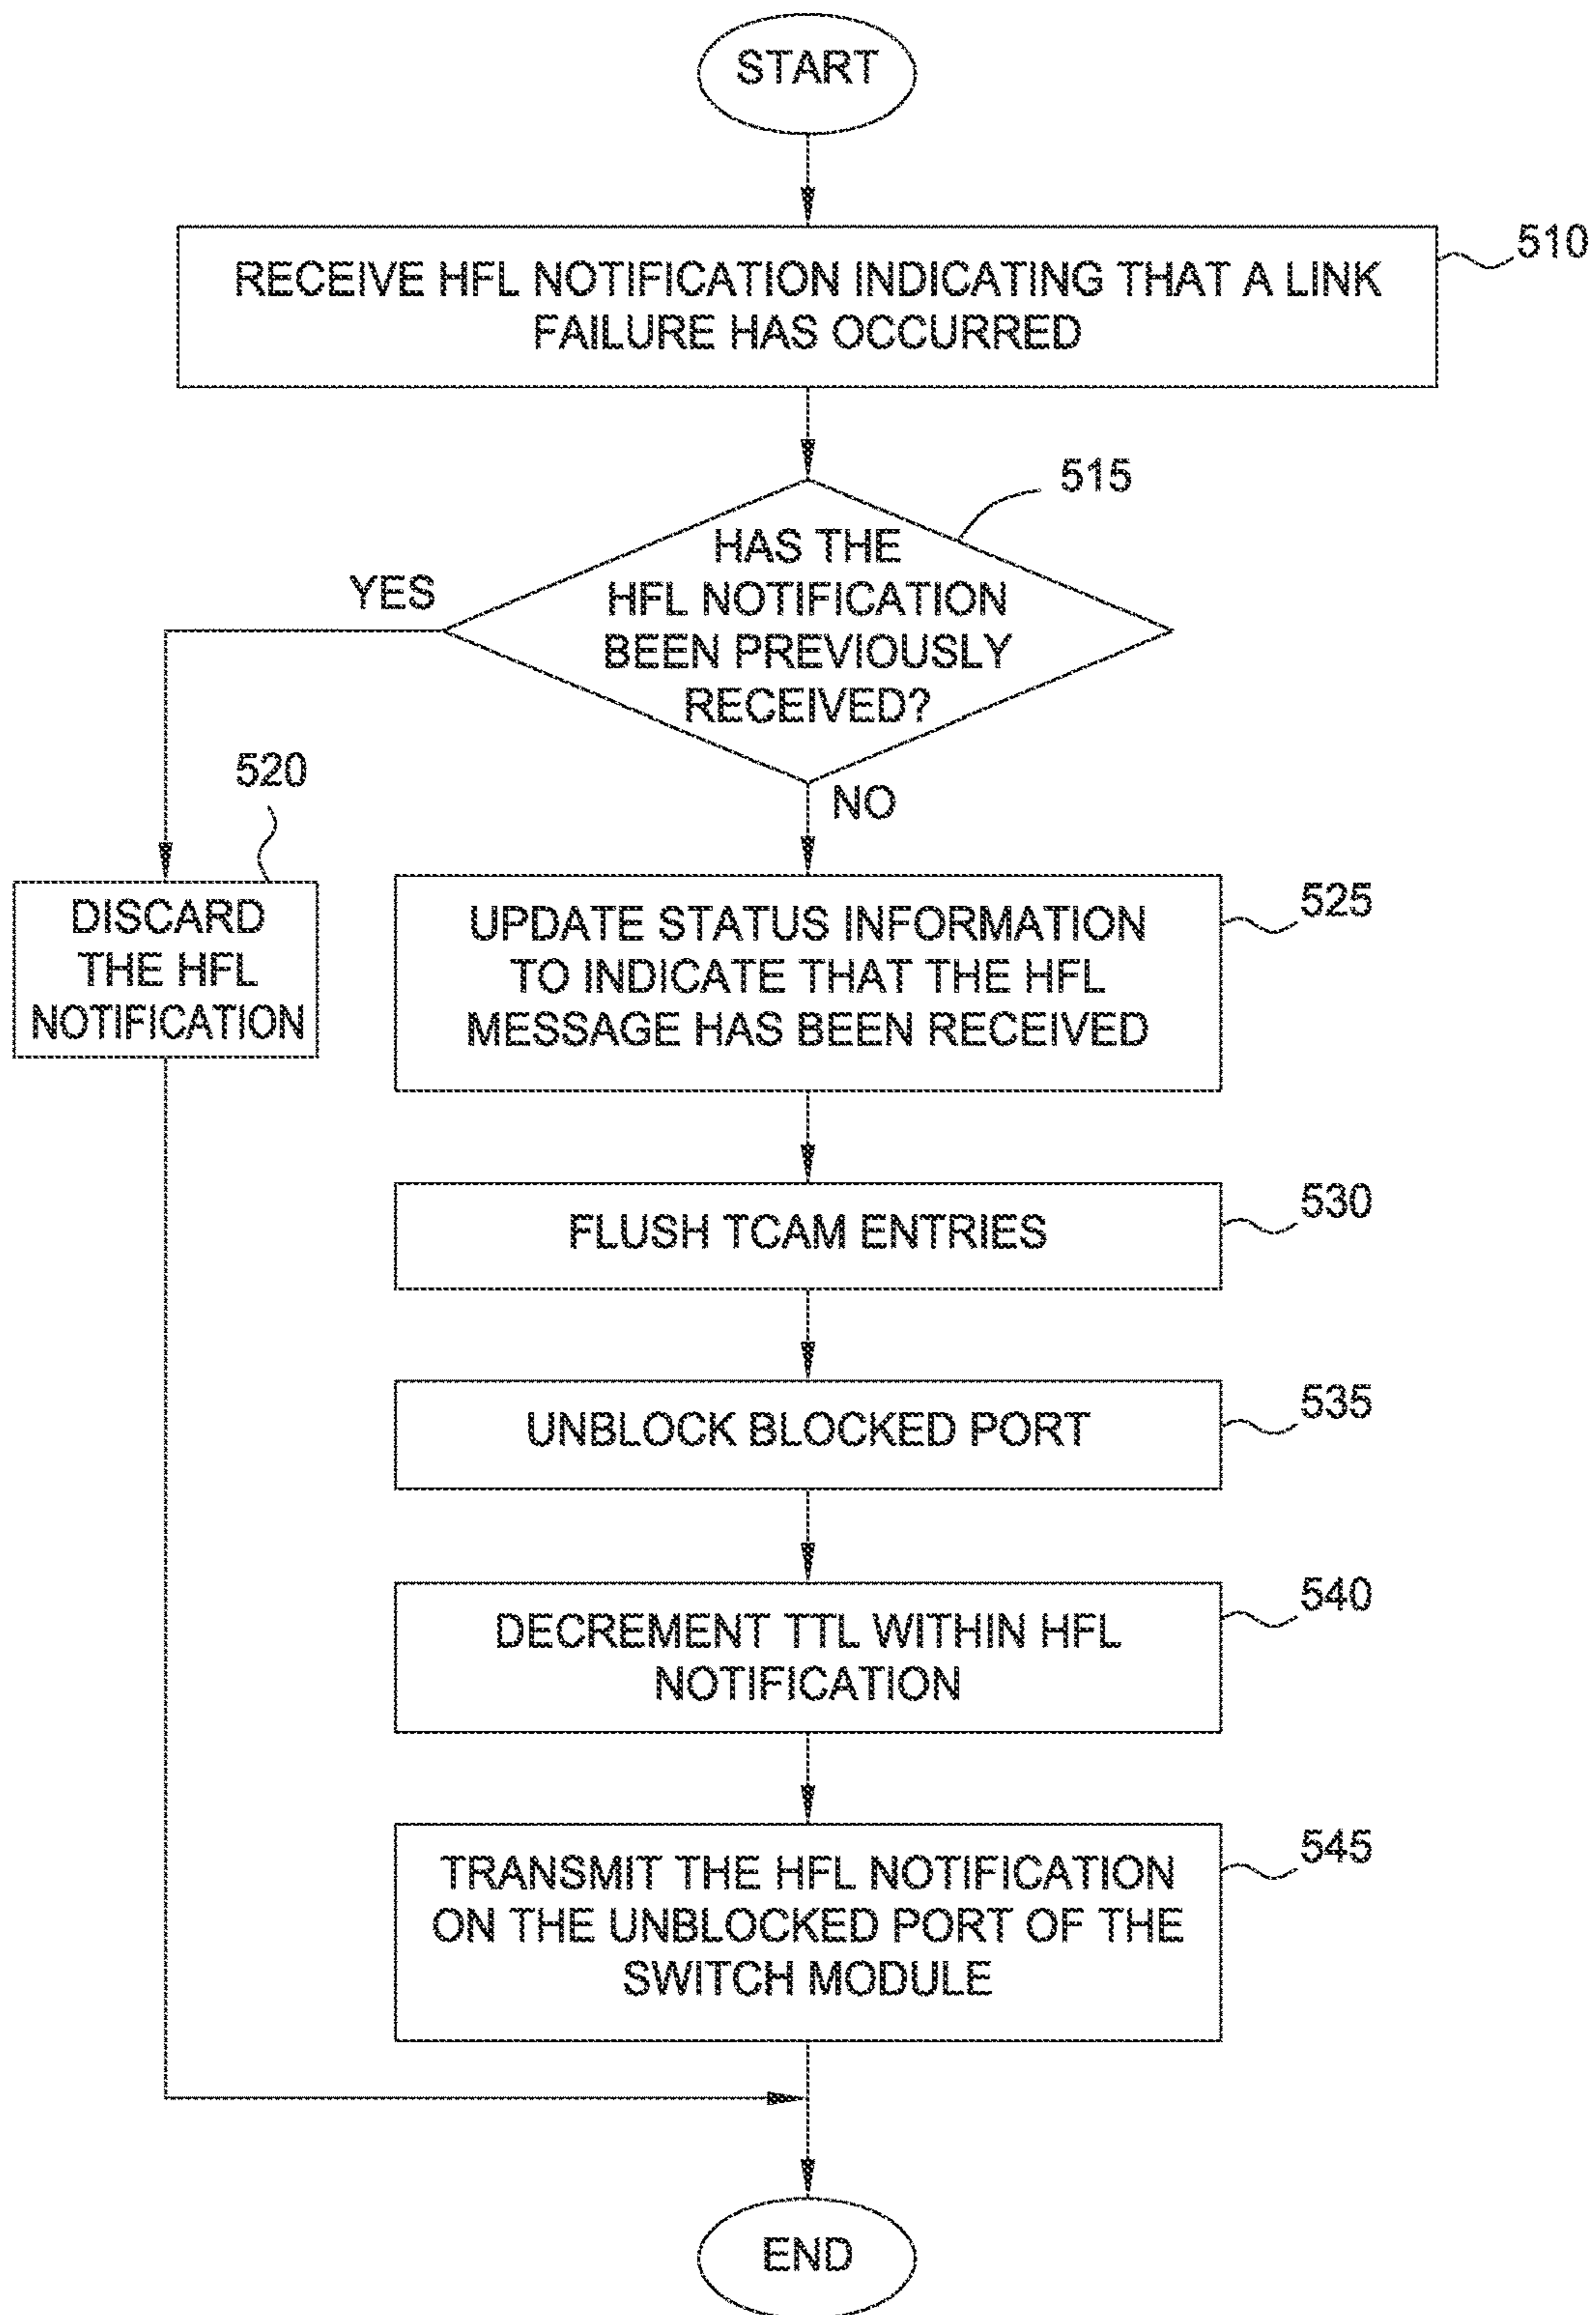 START
RECEIVE HFL NOTIFICATION INDICATING THAT A LINK
FAILURE HAS OCCURRED
510
515
HAS THE
HFL NOTIFICATION
BEEN PREVIOUSLY
RECEIVED?
YES
NO
520
DISCARD
THE HFL
NOTIFICATION
UPDATE STATUS INFORMATION
TO INDICATE THAT THE HFL
MESSAGE HAS BEEN RECEIVED
525
FLUSH TCAM ENTRIES
530
UNBLOCK BLOCKED PORT
535
DECREMENT TTL WITHIN HFL
NOTIFICATION
540
TRANSMIT THE HFL NOTIFICATION
ON THE UNBLOCKED PORT OF THE
SWITCH MODULE
545
END